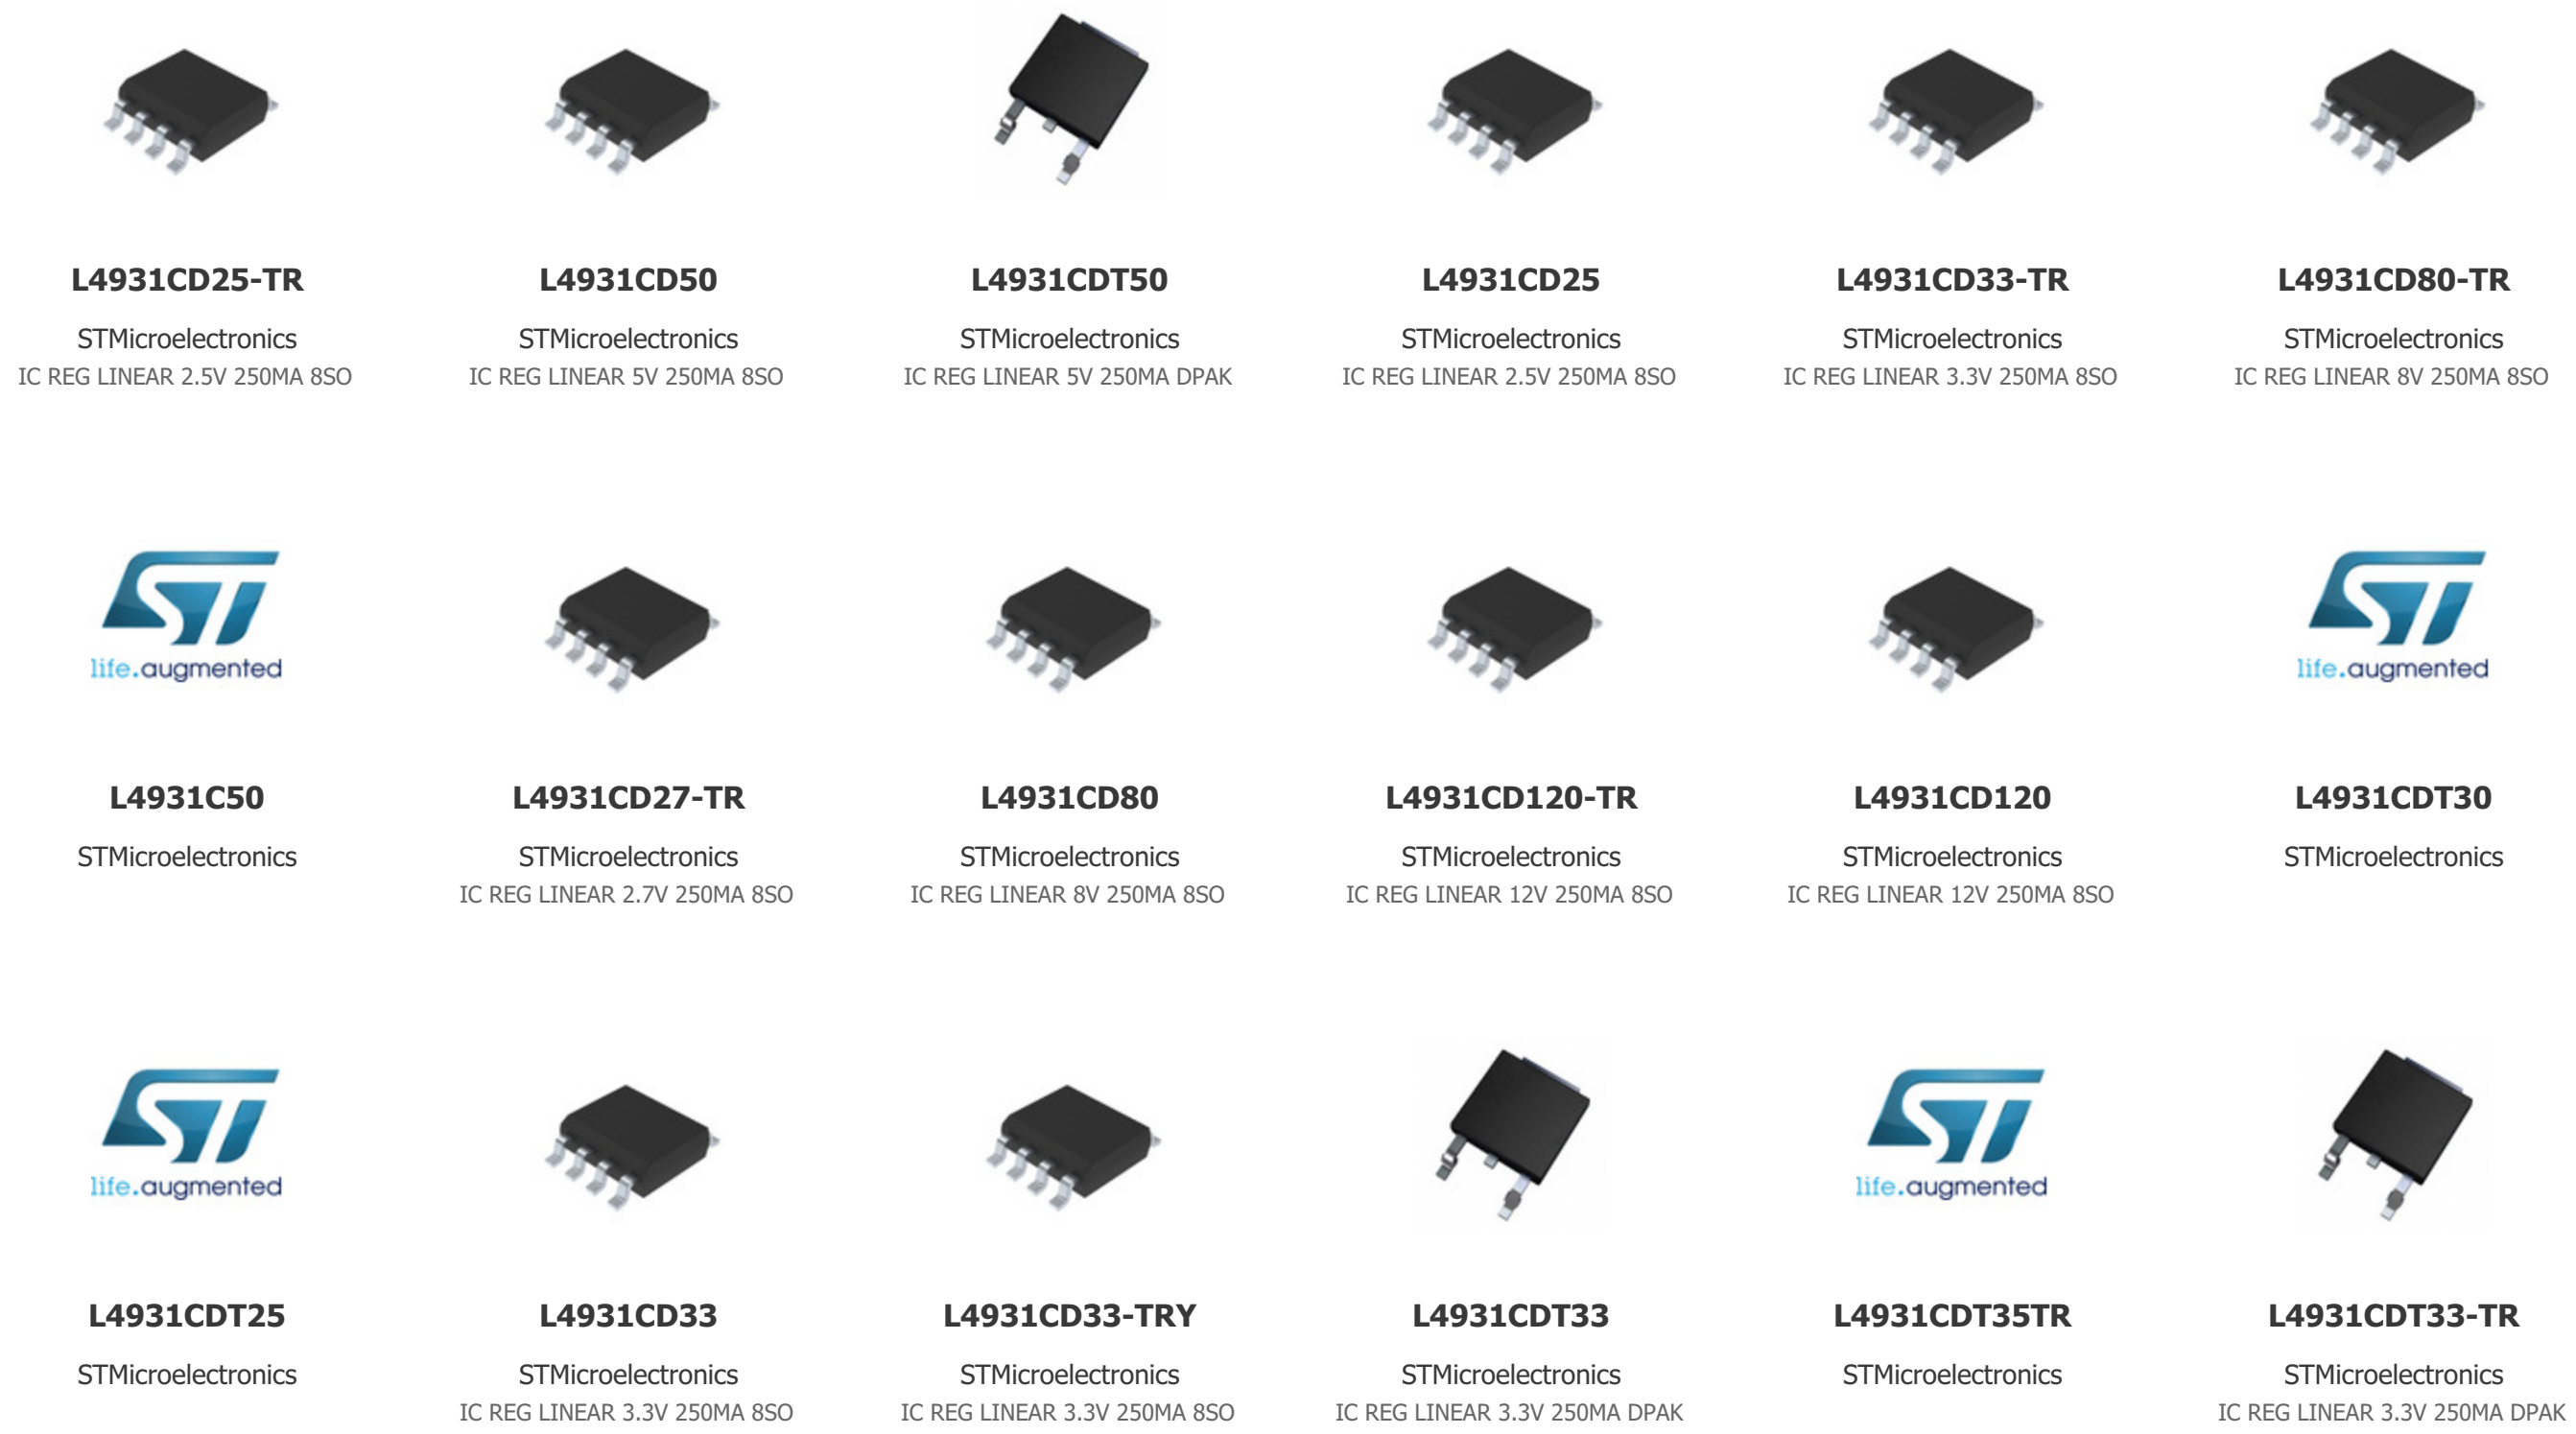 L4931CD25-TR
STMicroelectronics
IC REG LINEAR 2.5V 250MA 8SO
L4931CD50
STMicroelectronics
IC REG LINEAR 5V 250MA 8SO
L4931CDT50
STMicroelectronics
IC REG LINEAR 5V 250MA DPAK
L4931CD25
STMicroelectronics
IC REG LINEAR 2.5V 250MA 8SO
L4931CD33-TR
STMicroelectronics
IC REG LINEAR 3.3V 250MA 8SO
L4931CD80-TR
STMicroelectronics
IC REG LINEAR 8V 250MA 8SO
ST
life.augmented
L4931C50
STMicroelectronics
L4931CD27-TR
STMicroelectronics
IC REG LINEAR 2.7V 250MA 8SO
L4931CD80
STMicroelectronics
IC REG LINEAR 8V 250MA 8SO
L4931CD120-TR
STMicroelectronics
IC REG LINEAR 12V 250MA 8SO
L4931CD120
STMicroelectronics
IC REG LINEAR 12V 250MA 8SO
ST
life.augmented
L4931CDT30
STMicroelectronics
ST
life.augmented
L4931CDT25
STMicroelectronics
L4931CD33
STMicroelectronics
IC REG LINEAR 3.3V 250MA 8SO
L4931CD33-TRY
STMicroelectronics
IC REG LINEAR 3.3V 250MA 8SO
L4931CDT33
STMicroelectronics
IC REG LINEAR 3.3V 250MA DPAK
ST
life.augmented
L4931CDT35TR
STMicroelectronics
L4931CDT33-TR
STMicroelectronics
IC REG LINEAR 3.3V 250MA DPAK